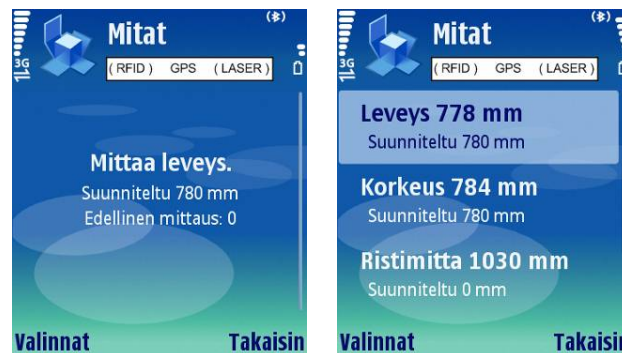 Mitat
3G
(RFID) GPS (LASER)
Mittaa leveys.
Suunniteltu 780 mm
Edellinen mittaus: 0
Valinnat Takaisin
Mitat
3G
(RFID) GPS (LASER)
Leveys 778 mm
Suunniteltu 780 mm
Korkeus 784 mm
Suunniteltu 780 mm
Ristimitta 1030 mm
Suunniteltu 0 mm
Valinnat Takaisin